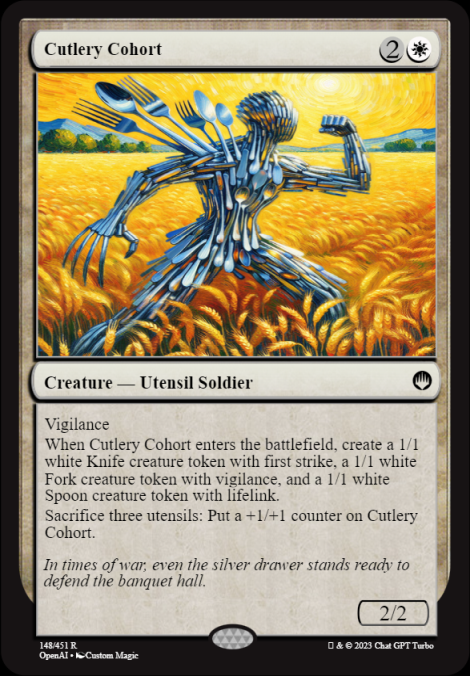 Cutlery Cohort 2
Creature — Utensil Soldier
Vigilance
When Cutlery Cohort enters the battlefield, create a 1/1
white Knife creature token with first strike, a 1/1 white
Fork creature token with vigilance, and a 1/1 white
Spoon creature token with lifelink.
Sacrifice three utensils: Put a +1/+1 counter on Cutlery
Cohort.
In times of war, even the silver drawer stands ready to
defend the banquet hall.
2/2
148/451 R
OpenAI • Custom Magic
& © 2023 Chat GPT Turbo